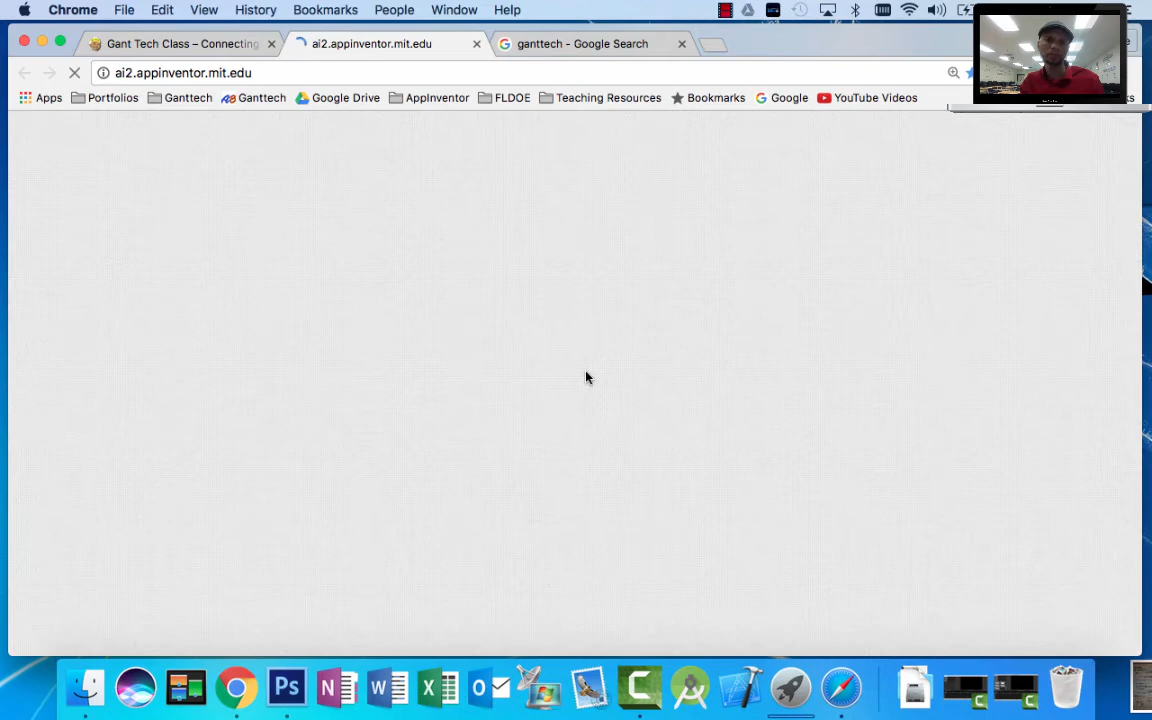 Chrome File Edit View History Bookmarks People Window Help
Gant Tech Class – Connecting ai2.appinventor.mit.edu ganttech - Google Search
ai2.appinventor.mit.edu
Apps Portfolios Ganttech Ganttech Google Drive AppInventor FLDOE Teaching Resources Bookmarks Google YouTube Videos